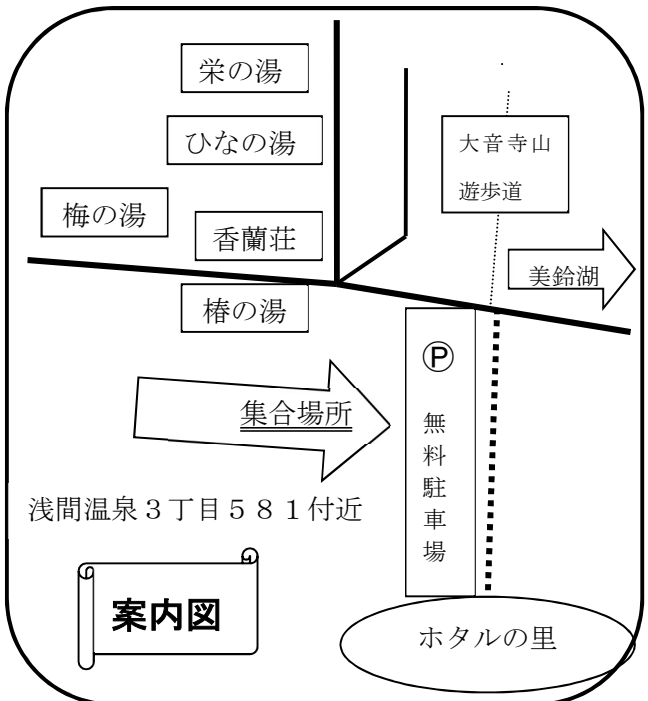 栄の湯
ひなの湯
大音寺山
遊歩道
梅の湯
香蘭荘
美鈴湖
椿の湯
Ⓟ
無料駐車場
集合場所
浅間温泉３丁目５８１付近
案内図
ホタルの里